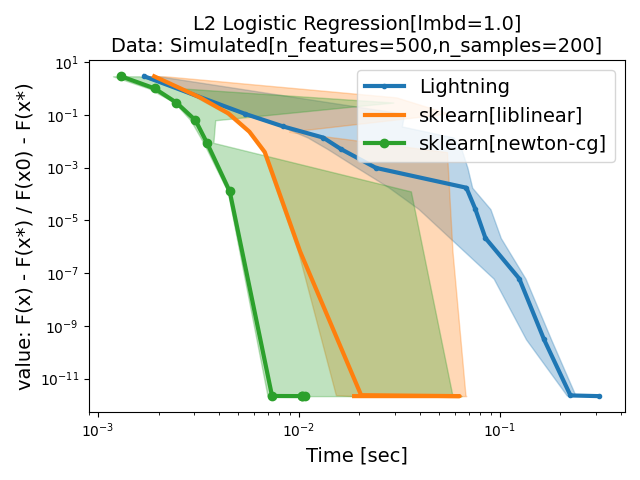 L2 Logistic Regression[lmbd=1.0]
Data: Simulated[n_features=500,n_samples=200]
value: F(x) - F(x*) / F(x0) - F(x*)
10¹
10⁻¹
10⁻³
10⁻⁵
10⁻⁷
10⁻⁹
10⁻¹¹
Lightning
sklearn[liblinear]
sklearn[newton-cg]
10⁻³
10⁻²
10⁻¹
Time [sec]